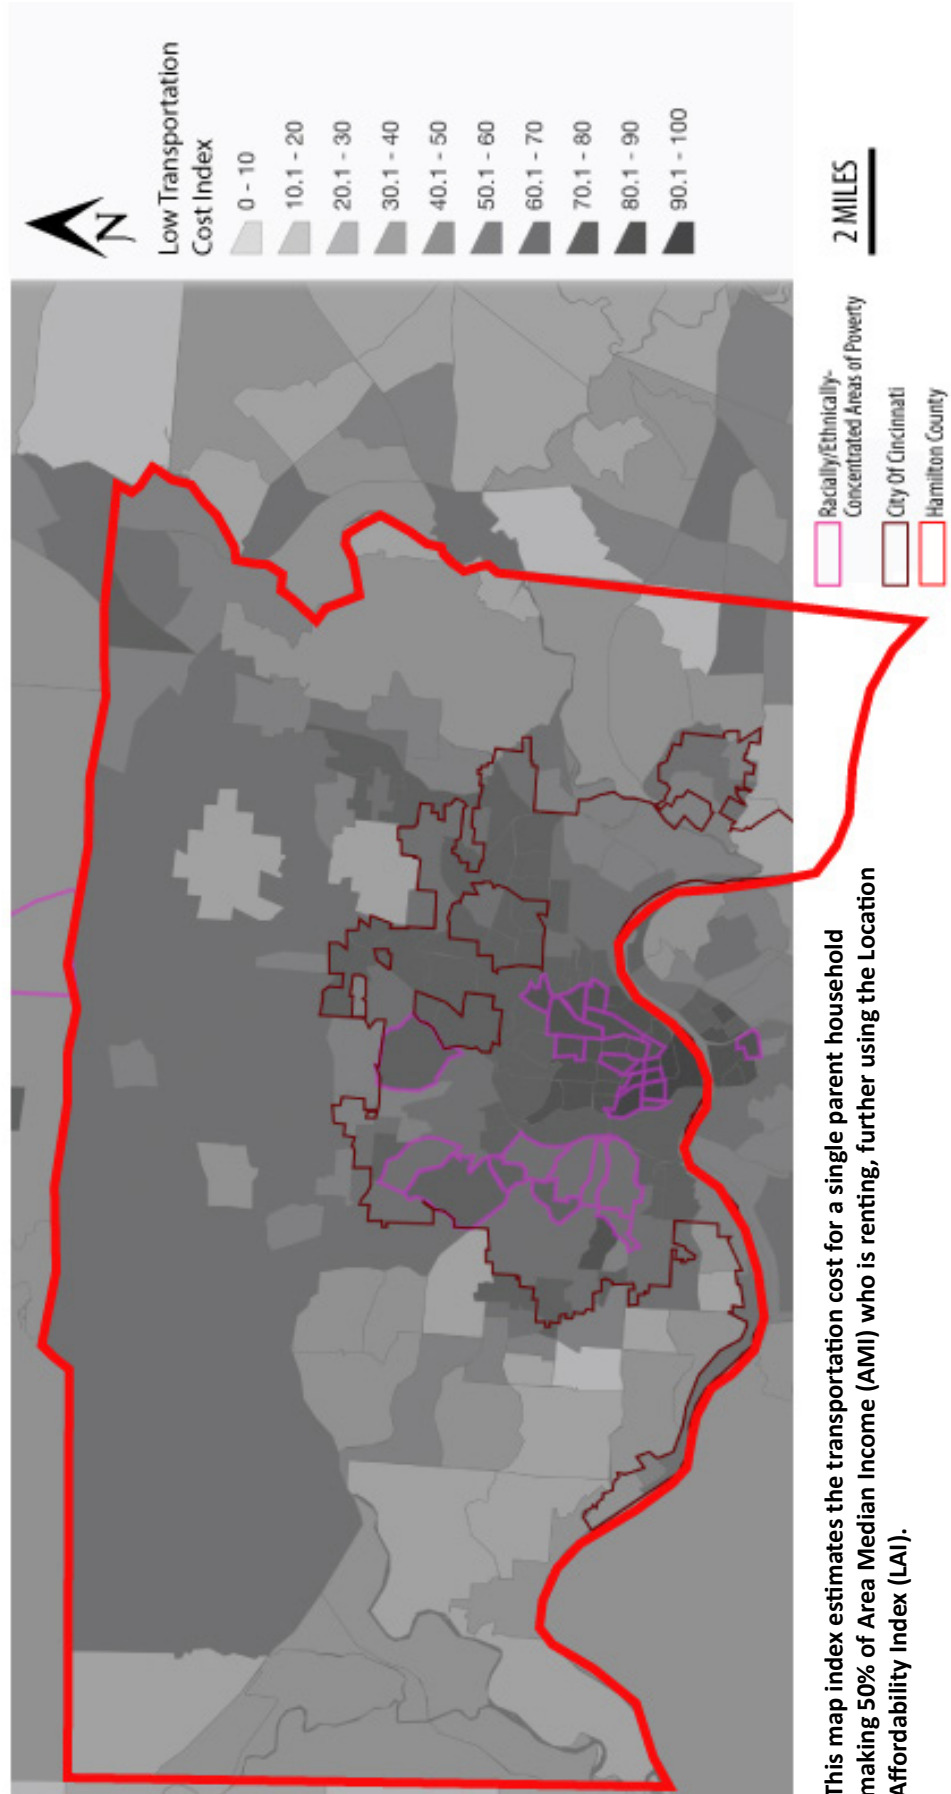 N
Low Transportation
Cost Index
0 - 10
10.1 - 20
20.1 - 30
30.1 - 40
40.1 - 50
50.1 - 60
60.1 - 70
70.1 - 80
80.1 - 90
90.1 - 100
2 MILES
Racially/Ethnically-
Concentrated Areas of Poverty
City Of Cincinnati
Hamilton County
This map index estimates the transportation cost for a single parent household
making 50% of Area Median Income (AMI) who is renting, further using the Location
Affordability Index (LAI).